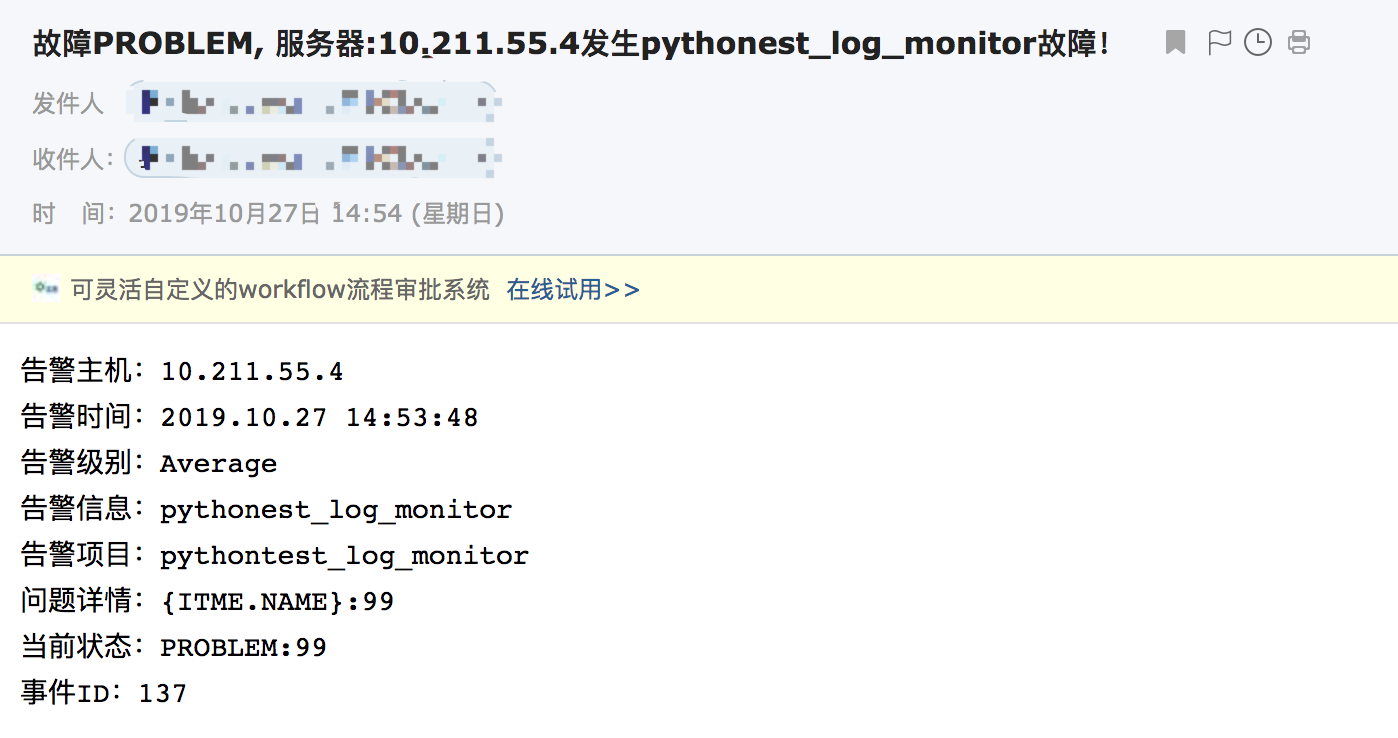 故障PROBLEM, 服务器:10.211.55.4发生pythonest_log_monitor故障!
发件人
收件人:
时 间: 2019年10月27日 14:54 (星期日)
可灵活自定义的workflow流程审批系统 在线试用>>
告警主机: 10.211.55.4
告警时间: 2019.10.27 14:53:48
告警级别: Average
告警信息: pythonest_log_monitor
告警项目: pythontest_log_monitor
问题详情: {ITME.NAME}:99
当前状态: PROBLEM:99
事件ID: 137